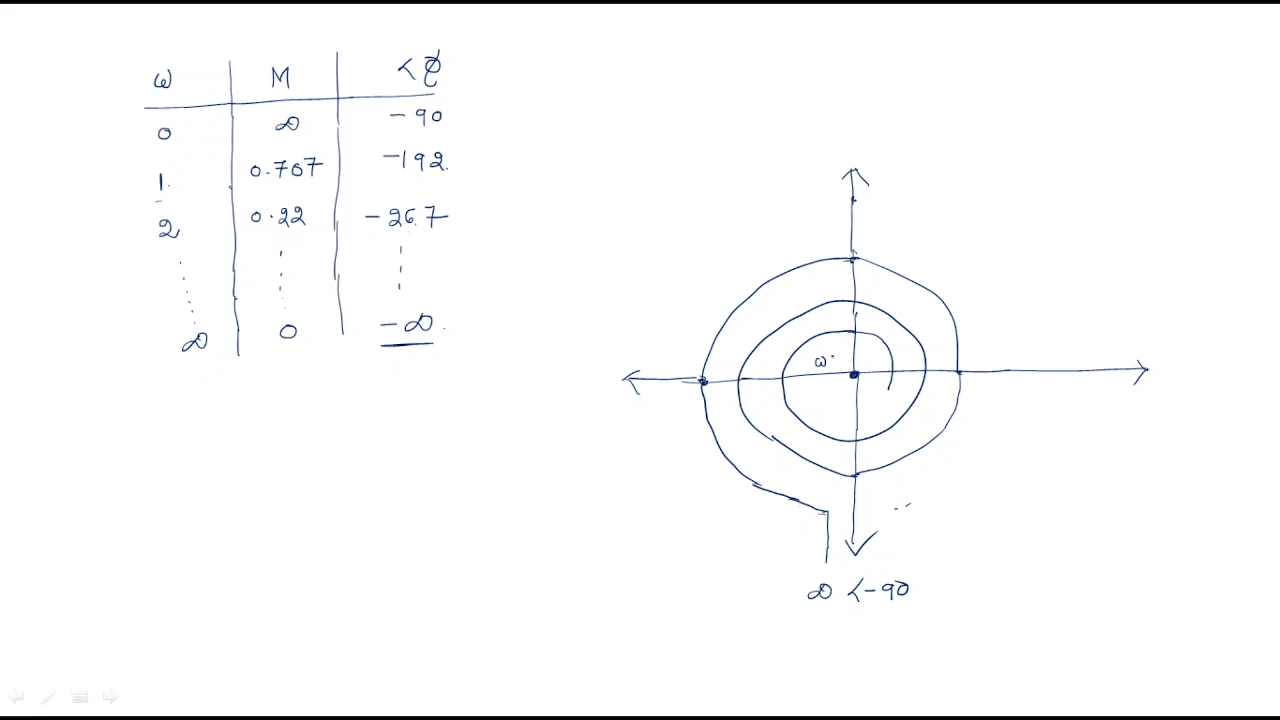 ω M <φ
0 ∞ -90
1. 0.707 -192.
2 0.22 -26.7
∞ 0 -∞.
ω
∞ <-90